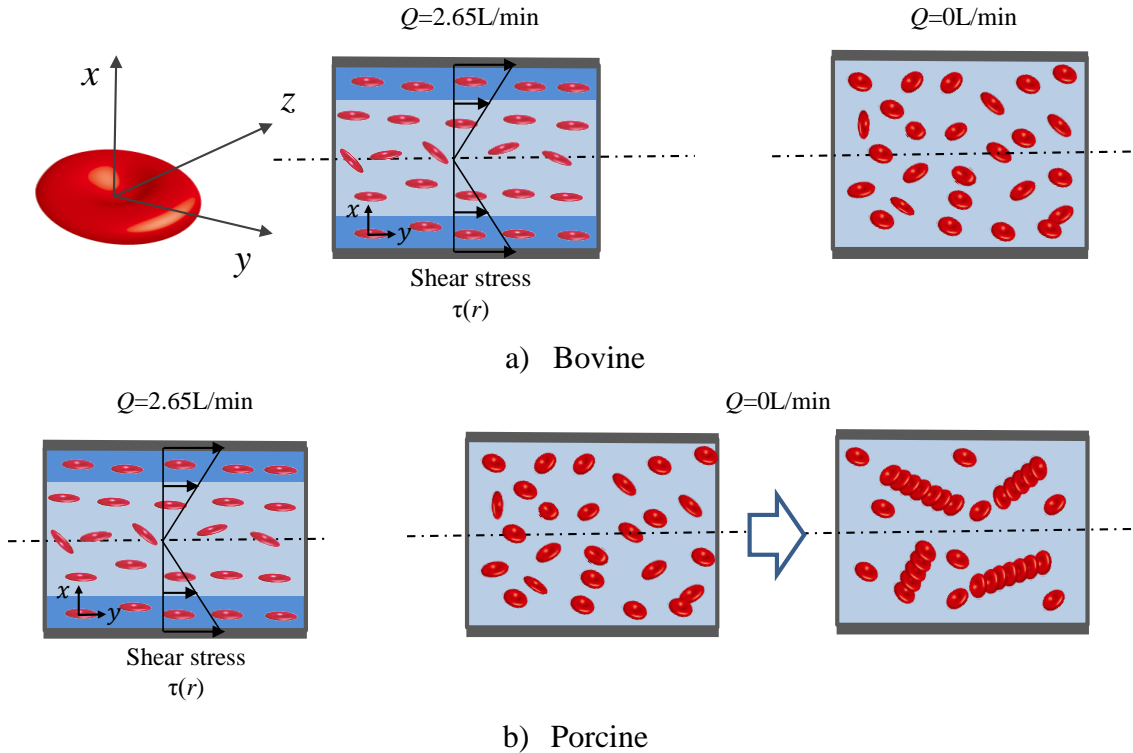 Q=2.65L/min
Q=0L/min
x
z
y
x
y
Shear stress
τ(r)
a) Bovine
Q=2.65L/min
Q=0L/min
x
y
Shear stress
τ(r)
b) Porcine